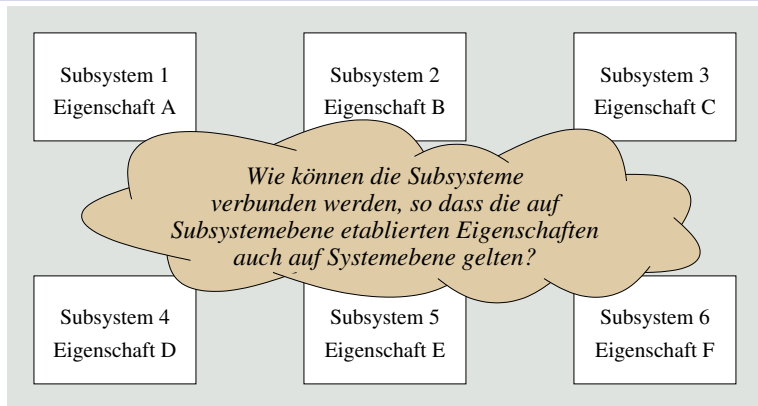 Subsystem 1
Eigenschaft A
Subsystem 2
Eigenschaft B
Subsystem 3
Eigenschaft C
Wie können die Subsysteme
verbunden werden, so dass die auf
Subsystemebene etablierten Eigenschaften
auch auf Systemebene gelten?
Subsystem 4
Eigenschaft D
Subsystem 5
Eigenschaft E
Subsystem 6
Eigenschaft F